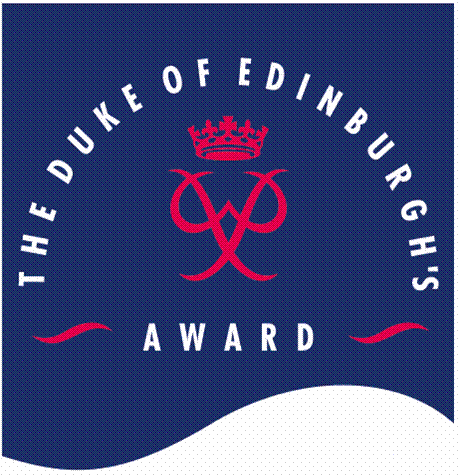 THE DUKE OF EDINBURGH'S
AWARD